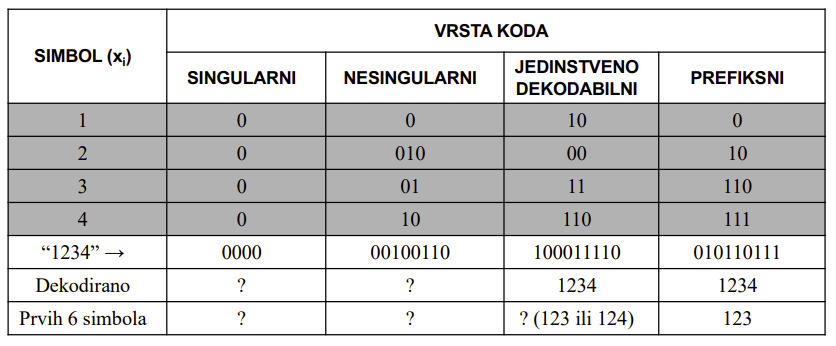 VRSTA KODA
SIMBOL (xi)
SINGULARNI NESINGULARNI JEDINSTVENO DEKODABILNI PREFIKSNI
1 0 0 10 0
2 0 010 00 10
3 0 01 11 110
4 0 10 110 111
“1234” → 0000 00100110 100011110 010110111
Dekodirano ? ? 1234 1234
Prvih 6 simbola ? ? ? (123 ili 124) 123